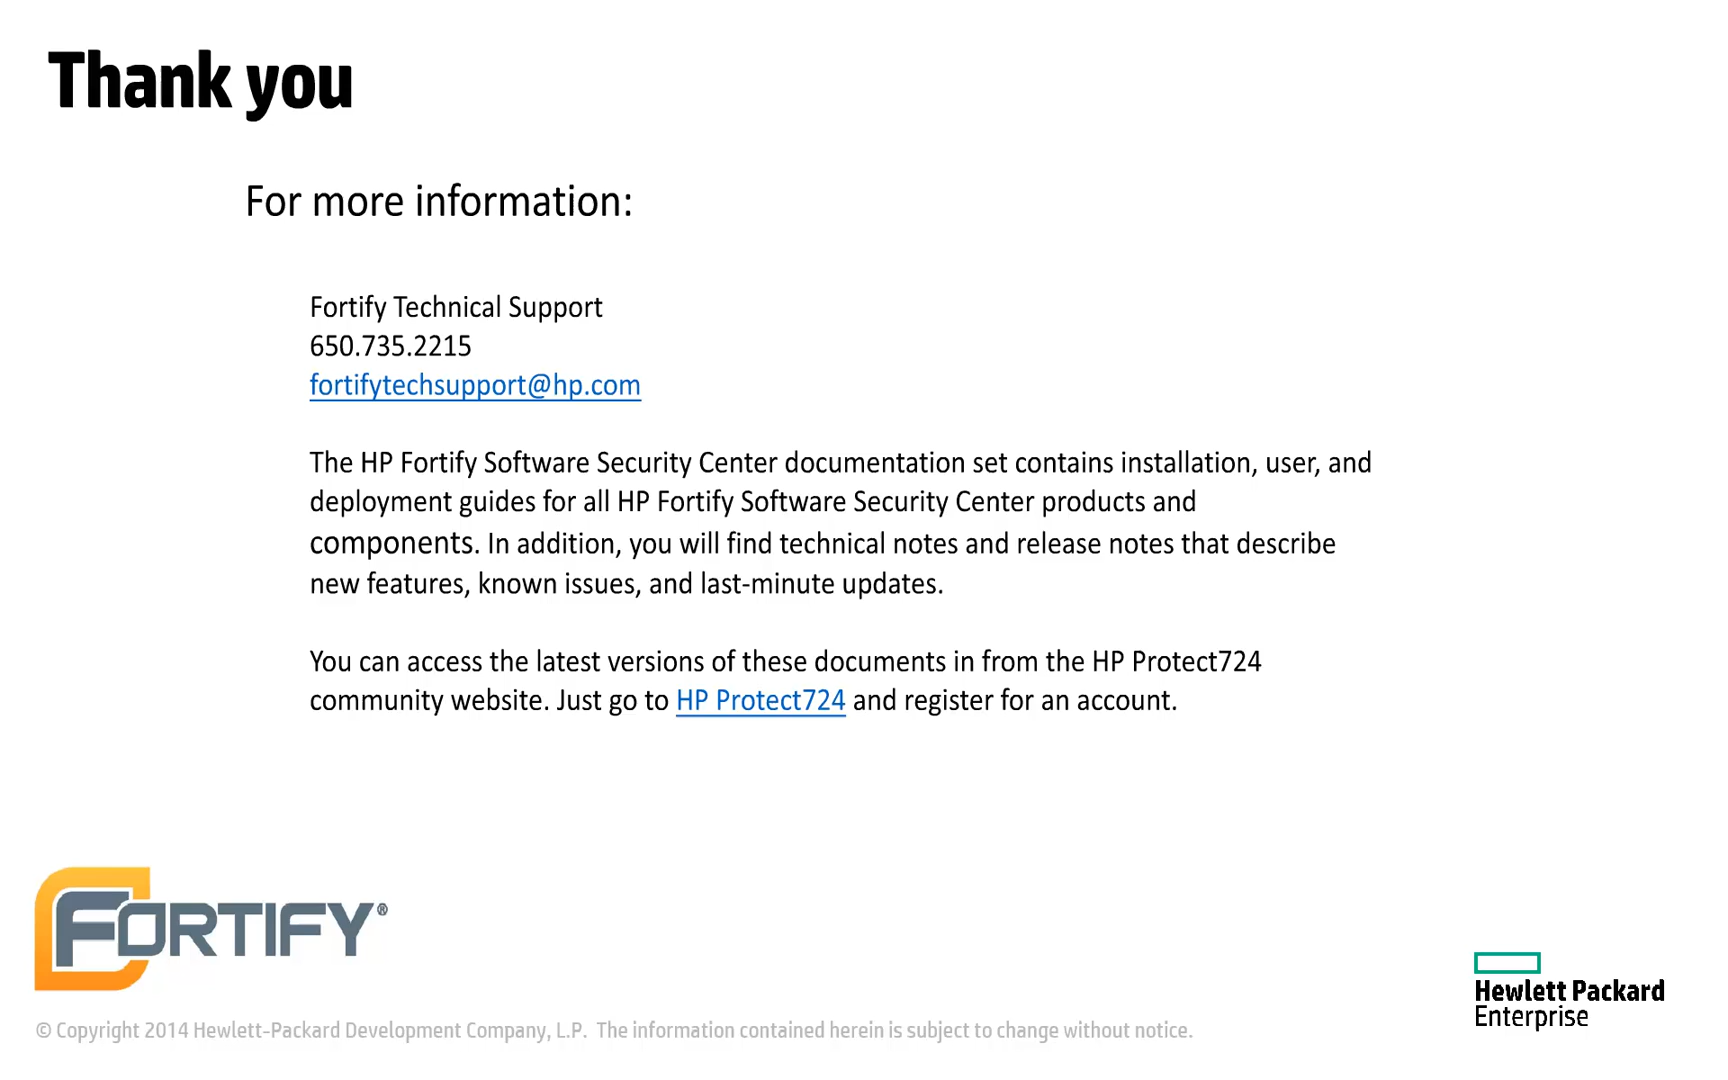 Thank you
For more information:
Fortify Technical Support
650.735.2215
fortifytechsupport@hp.com
The HP Fortify Software Security Center documentation set contains installation, user, and
deployment guides for all HP Fortify Software Security Center products and
components. In addition, you will find technical notes and release notes that describe
new features, known issues, and last-minute updates.
You can access the latest versions of these documents in from the HP Protect724
community website. Just go to HP Protect724 and register for an account.
FORTIFY®
Hewlett Packard
Enterprise
© Copyright 2014 Hewlett-Packard Development Company, L.P. The information contained herein is subject to change without notice.